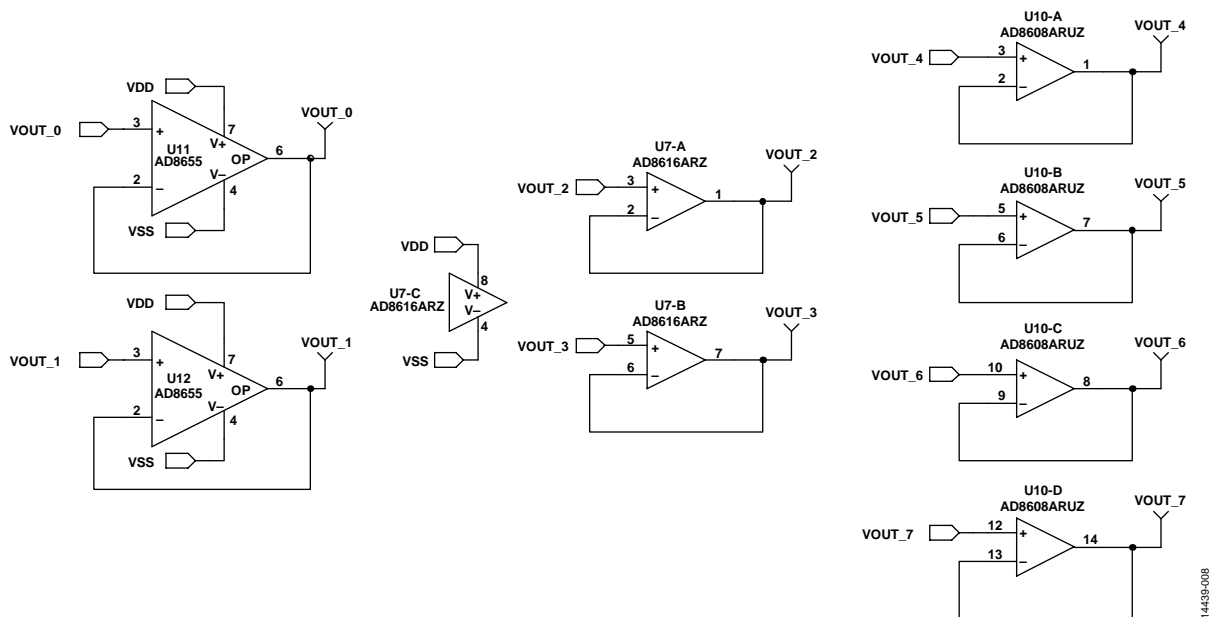 VDD
VOUT_0
3
+
7
V+
U11
AD8655
OP
6
VOUT_0
2
−
V−
4
VSS
VDD
VOUT_1
3
+
7
V+
U12
AD8655
OP
6
VOUT_1
2
−
V−
4
VSS
VDD
8
U7-C
AD8616ARZ
V+
V−
4
VSS
U7-A
AD8616ARZ
VOUT_2
3
+
2
−
1
VOUT_2
U7-B
AD8616ARZ
VOUT_3
5
+
6
−
7
VOUT_3
U10-A
AD8608ARUZ
VOUT_4
3
+
2
−
1
VOUT_4
U10-B
AD8608ARUZ
VOUT_5
5
+
6
−
7
VOUT_5
U10-C
AD8608ARUZ
VOUT_6
10
+
9
−
8
VOUT_6
U10-D
AD8608ARUZ
VOUT_7
12
+
13
−
14
VOUT_7
14439-008